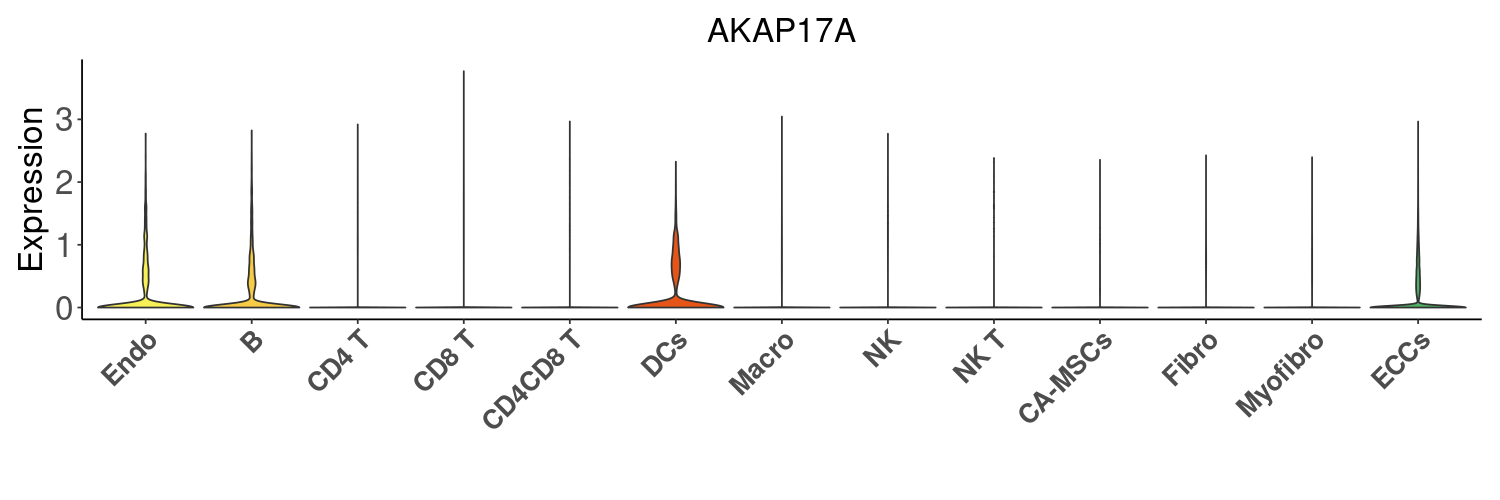 AKAP17A
Expression
3
2
1
0
Endo
B
CD4 T
CD8 T
CD4CD8 T
DCs
Macro
NK
NK T
CA-MSCs
Fibro
Myofibro
ECCs